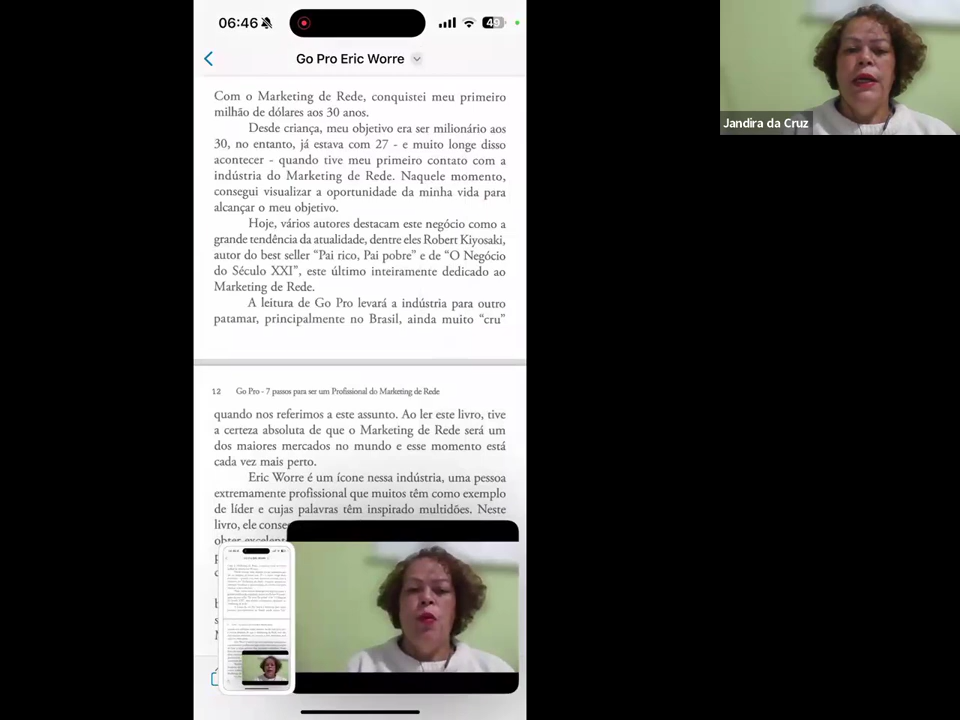 06:46
49
Go Pro Eric Worre
Com o Marketing de Rede, conquistei meu primeiro
milhão de dólares aos 30 anos.
Desde criança, meu objetivo era ser milionário aos
30, no entanto, já estava com 27 - e muito longe disso
acontecer - quando tive meu primeiro contato com a
indústria do Marketing de Rede. Naquele momento,
consegui visualizar a oportunidade da minha vida para
alcançar o meu objetivo.
Hoje, vários autores destacam este negócio como a
grande tendência da atualidade, dentre eles Robert Kiyosaki,
autor do best seller “Pai rico, Pai pobre” e de “O Negócio
do Século XXI”, este último inteiramente dedicado ao
Marketing de Rede.
A leitura de Go Pro levará a indústria para outro
patamar, principalmente no Brasil, ainda muito “cru”
12 Go Pro - 7 passos para ser um Profissional do Marketing de Rede
quando nos referimos a este assunto. Ao ler este livro, tive
a certeza absoluta de que o Marketing de Rede será um
dos maiores mercados no mundo e esse momento está
cada vez mais perto.
Eric Worre é um ícone nessa indústria, uma pessoa
extremamente profissional que muitos têm como exemplo
de líder e cujas palavras têm inspirado multidões. Neste
livro, ele
Jandira da Cruz